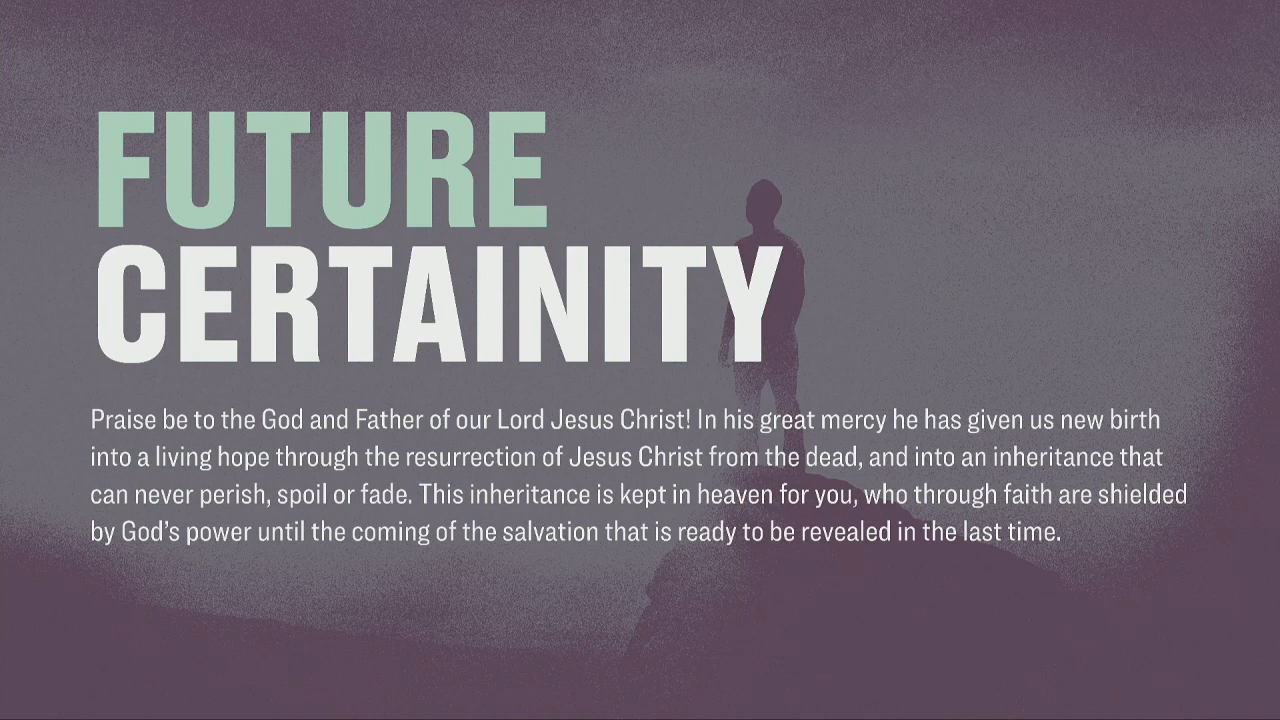 FUTURE
CERTAINITY
Praise be to the God and Father of our Lord Jesus Christ! In his great mercy he has given us new birth
into a living hope through the resurrection of Jesus Christ from the dead, and into an inheritance that
can never perish, spoil or fade. This inheritance is kept in heaven for you, who through faith are shielded
by God’s power until the coming of the salvation that is ready to be revealed in the last time.